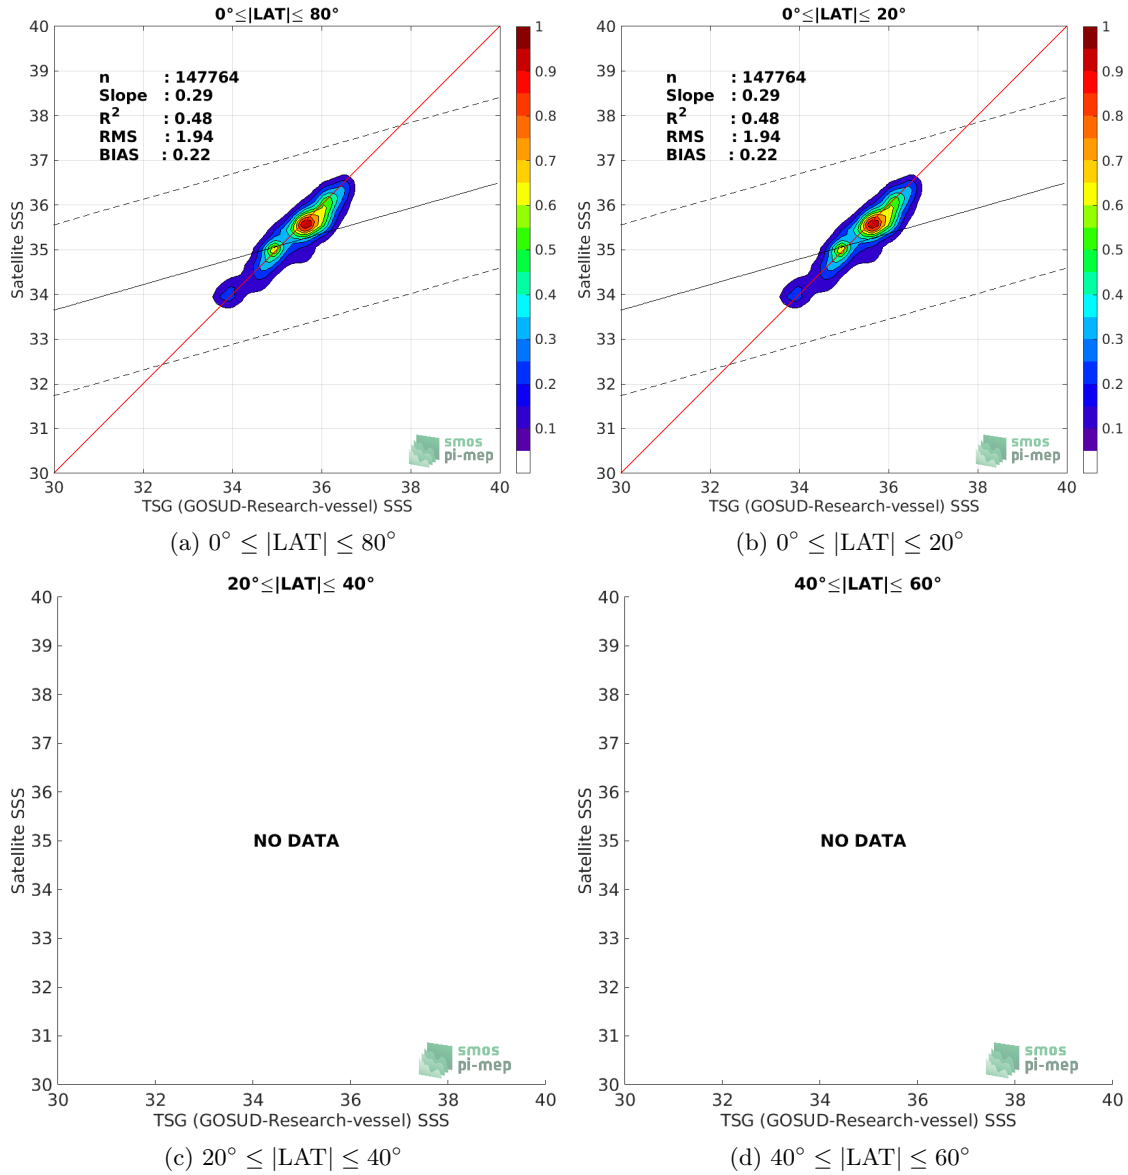 0°≤|LAT|≤ 80°
40
39
38
37
36
35
34
33
32
31
30
Satellite SSS
n : 147764
Slope : 0.29
R² : 0.48
RMS : 1.94
BIAS : 0.22
1
0.9
0.8
0.7
0.6
0.5
0.4
0.3
0.2
0.1
smos
pi-mep
30 32 34 36 38 40
TSG (GOSUD-Research-vessel) SSS
(a) 0° ≤ |LAT| ≤ 80°
0°≤|LAT|≤ 20°
40
39
38
37
36
35
34
33
32
31
30
Satellite SSS
n : 147764
Slope : 0.29
R² : 0.48
RMS : 1.94
BIAS : 0.22
1
0.9
0.8
0.7
0.6
0.5
0.4
0.3
0.2
0.1
smos
pi-mep
30 32 34 36 38 40
TSG (GOSUD-Research-vessel) SSS
(b) 0° ≤ |LAT| ≤ 20°
20°≤|LAT|≤ 40°
40
39
38
37
36
35
34
33
32
31
30
Satellite SSS
NO DATA
smos
pi-mep
30 32 34 36 38 40
TSG (GOSUD-Research-vessel) SSS
(c) 20° ≤ |LAT| ≤ 40°
40°≤|LAT|≤ 60°
40
39
38
37
36
35
34
33
32
31
30
Satellite SSS
NO DATA
smos
pi-mep
30 32 34 36 38 40
TSG (GOSUD-Research-vessel) SSS
(d) 40° ≤ |LAT| ≤ 60°